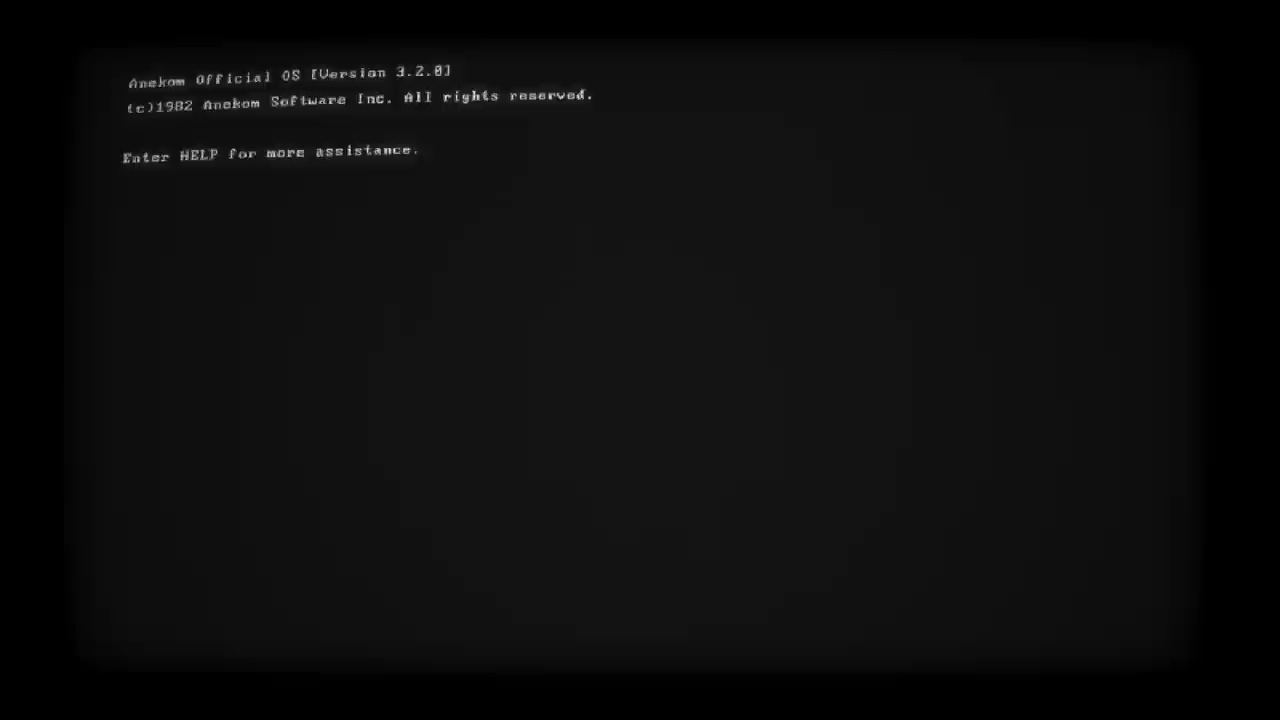 Anekom Official OS [Version 3.2.0]
(c)1982 Anekom Software Inc. All rights reserved.
Enter HELP for more assistance.